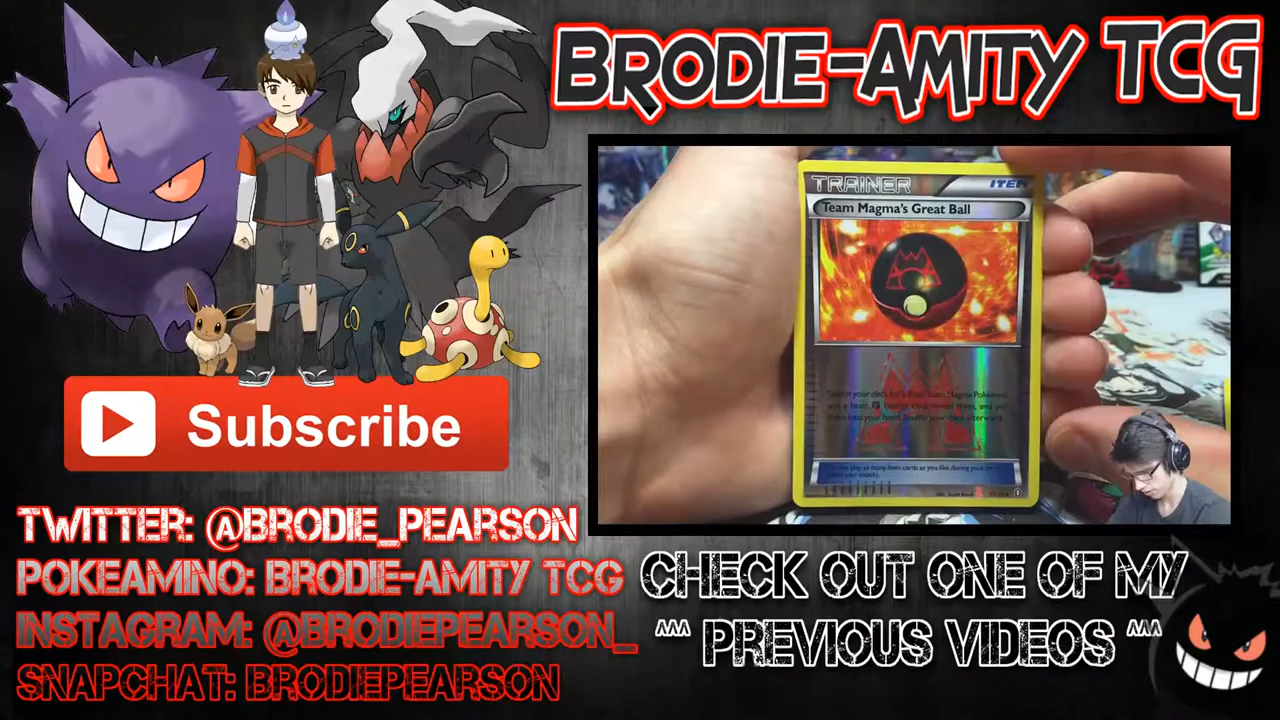 BRODIE-AMITY TCG
TRAINER
ITEM
Team Magma's Great Ball
Subscribe
TWITTER: @BRODIE_PEARSON
POKEAMINO: BRODIE-AMITY TCG
INSTAGRAM: @BRODIEPEARSON_
SNAPCHAT: BRODIEPEARSON
CHECK OUT ONE OF MY
^^^ PREVIOUS VIDEOS ^^^